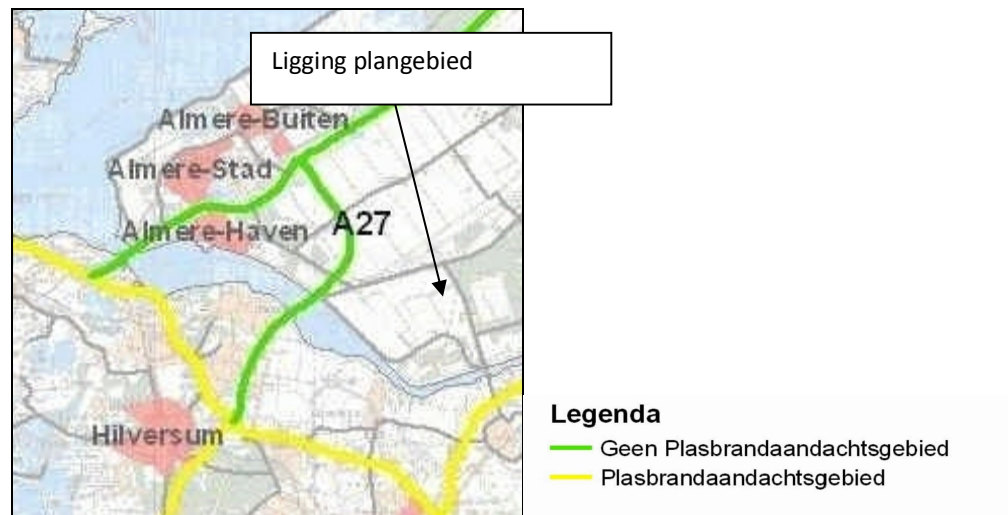 Ligging plangebied
Almere-Buiten
Almere-Stad
Almere-Haven
A27
Hilversum
Legenda
Geen Plasbrandaandachtsgebied
Plasbrandaandachtsgebied